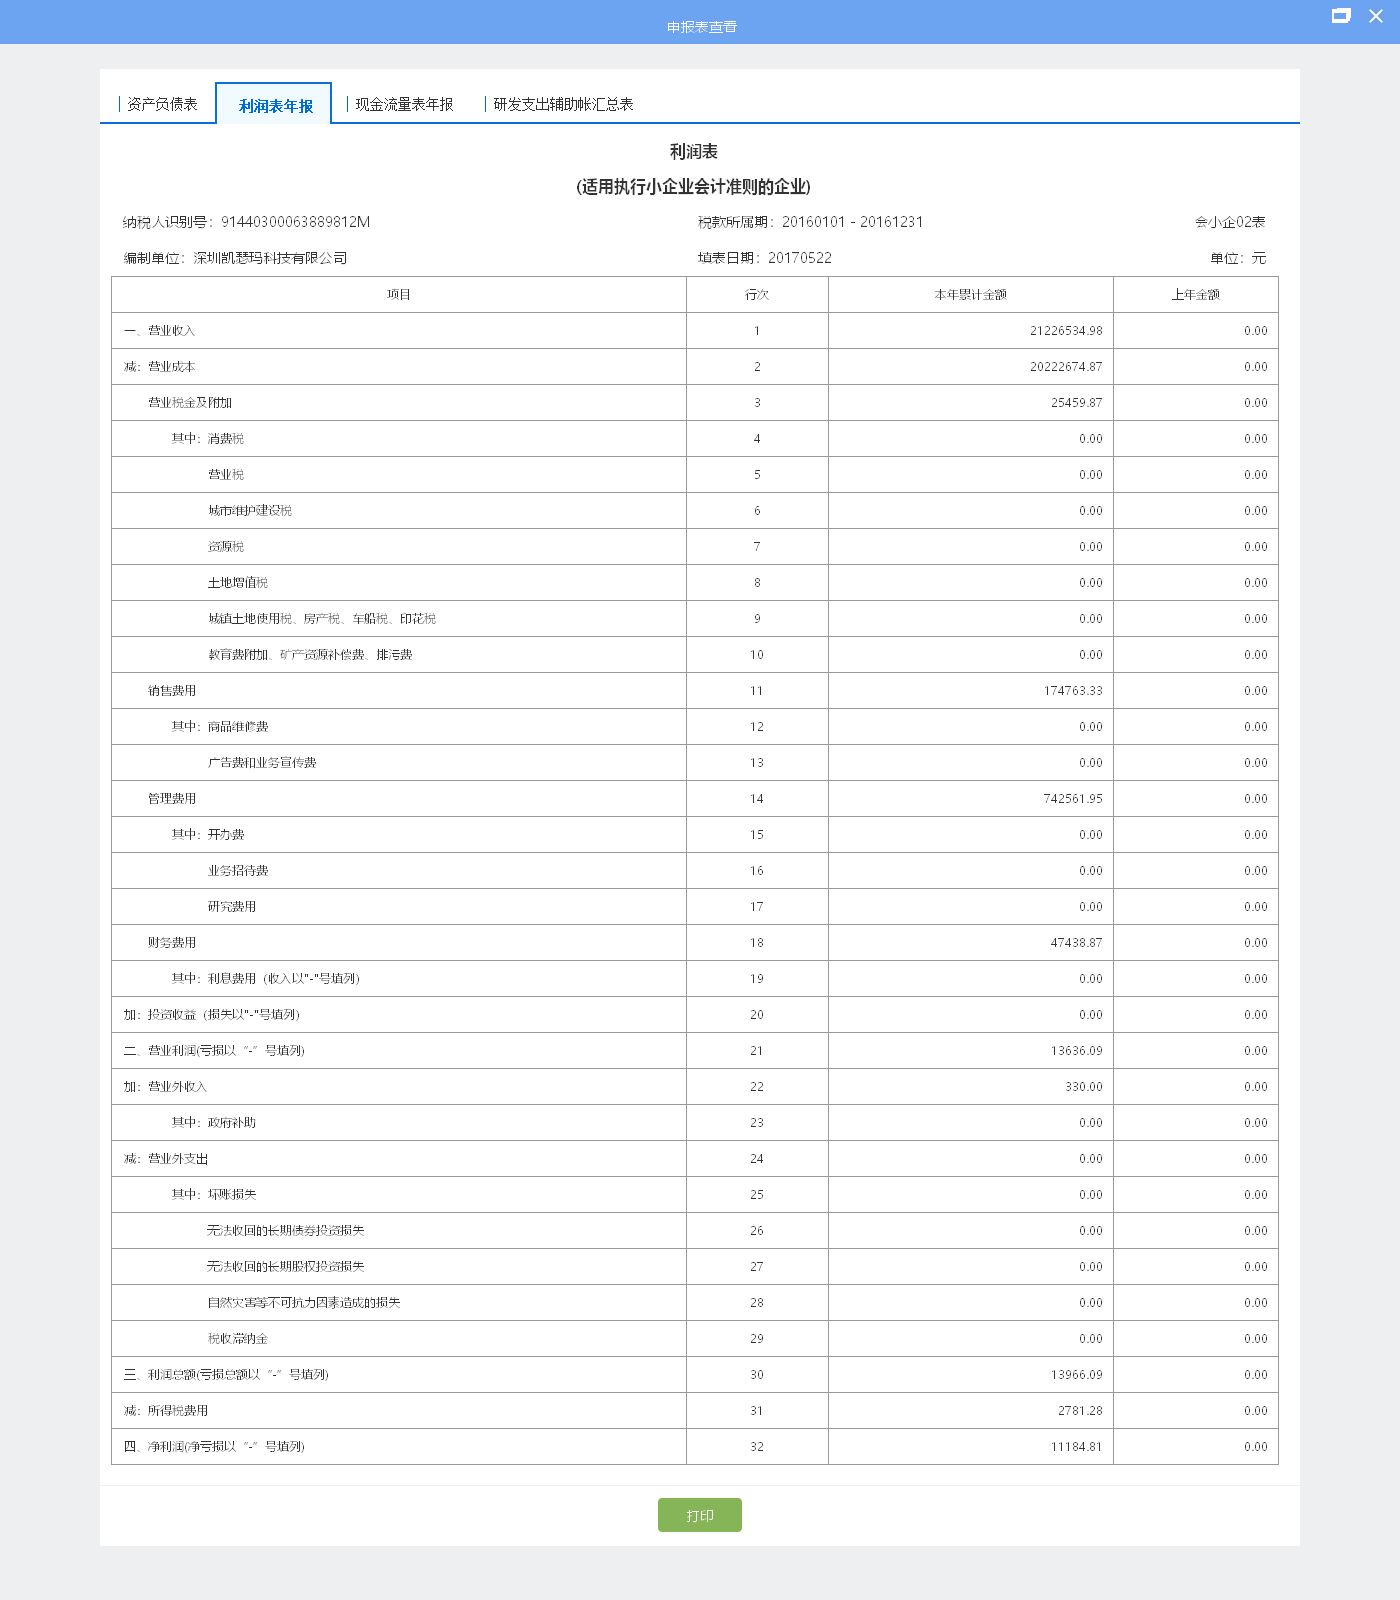 申报表查看
资产负债表 利润表年报 现金流量表年报 研发支出辅助帐汇总表
利润表
(适用执行小企业会计准则的企业)
纳税人识别号：91440300063889812M 税款所属期：20160101 - 20161231 会小企02表
编制单位：深圳凯瑟玛科技有限公司 填表日期：20170522 单位：元
项目 行次 本年累计金额 上年金额
一、营业收入 1 21226534.98 0.00
减：营业成本 2 20222674.87 0.00
营业税金及附加 3 25459.87 0.00
其中：消费税 4 0.00 0.00
营业税 5 0.00 0.00
城市维护建设税 6 0.00 0.00
资源税 7 0.00 0.00
土地增值税 8 0.00 0.00
城镇土地使用税、房产税、车船税、印花税 9 0.00 0.00
教育费附加、矿产资源补偿费、排污费 10 0.00 0.00
销售费用 11 174763.33 0.00
其中：商品维修费 12 0.00 0.00
广告费和业务宣传费 13 0.00 0.00
管理费用 14 742561.95 0.00
其中：开办费 15 0.00 0.00
业务招待费 16 0.00 0.00
研究费用 17 0.00 0.00
财务费用 18 47438.87 0.00
其中：利息费用（收入以"-"号填列） 19 0.00 0.00
加：投资收益（损失以"-"号填列） 20 0.00 0.00
二、营业利润(亏损以“-”号填列) 21 13636.09 0.00
加：营业外收入 22 330.00 0.00
其中：政府补助 23 0.00 0.00
减：营业外支出 24 0.00 0.00
其中：坏账损失 25 0.00 0.00
无法收回的长期债券投资损失 26 0.00 0.00
无法收回的长期股权投资损失 27 0.00 0.00
自然灾害等不可抗力因素造成的损失 28 0.00 0.00
税收滞纳金 29 0.00 0.00
三、利润总额(亏损总额以“-”号填列) 30 13966.09 0.00
减：所得税费用 31 2781.28 0.00
四、净利润(净亏损以“-”号填列) 32 11184.81 0.00
打印